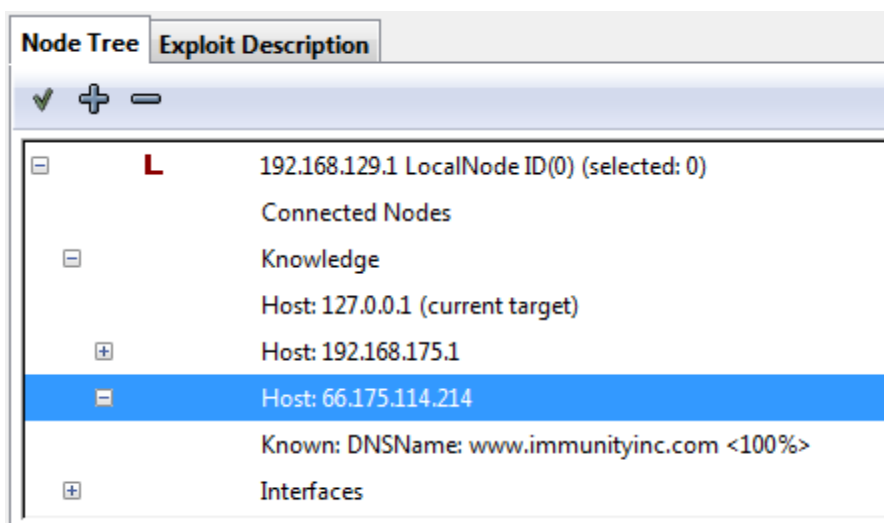 Node Tree Exploit Description
L 192.168.129.1 LocalNode ID(0) (selected: 0)
Connected Nodes
Knowledge
Host: 127.0.0.1 (current target)
Host: 192.168.175.1
Host: 66.175.114.214
Known: DNSName: www.immunityinc.com <100%>
Interfaces